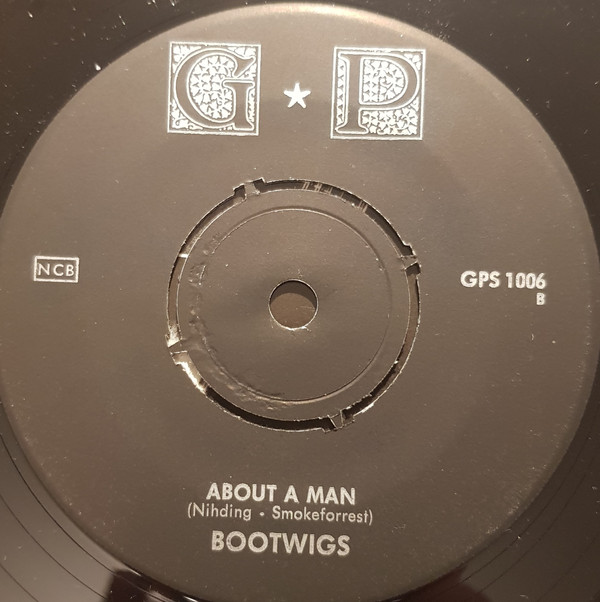 G ★ P
NCB
GPS 1006
B
ABOUT A MAN
(Nihding • Smokeforrest)
BOOTWIGS